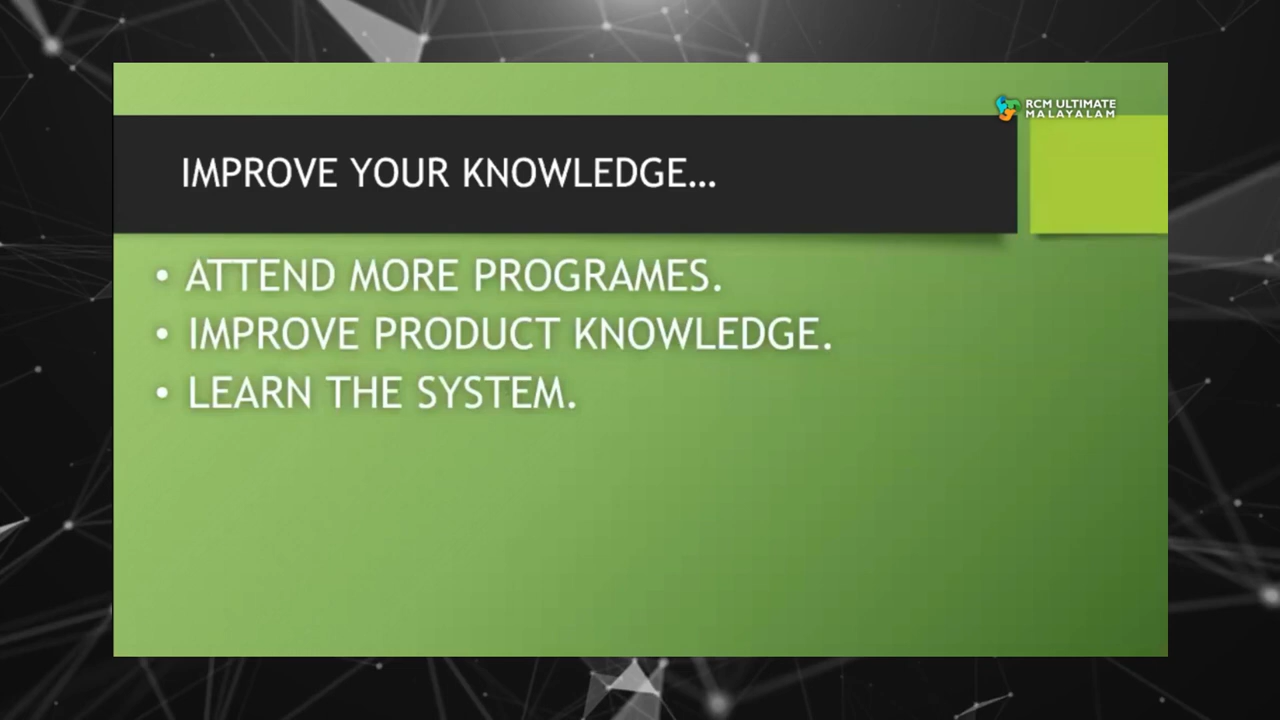 RCM ULTIMATE
MALAYALAM
IMPROVE YOUR KNOWLEDGE...
• ATTEND MORE PROGRAMES.
• IMPROVE PRODUCT KNOWLEDGE.
• LEARN THE SYSTEM.